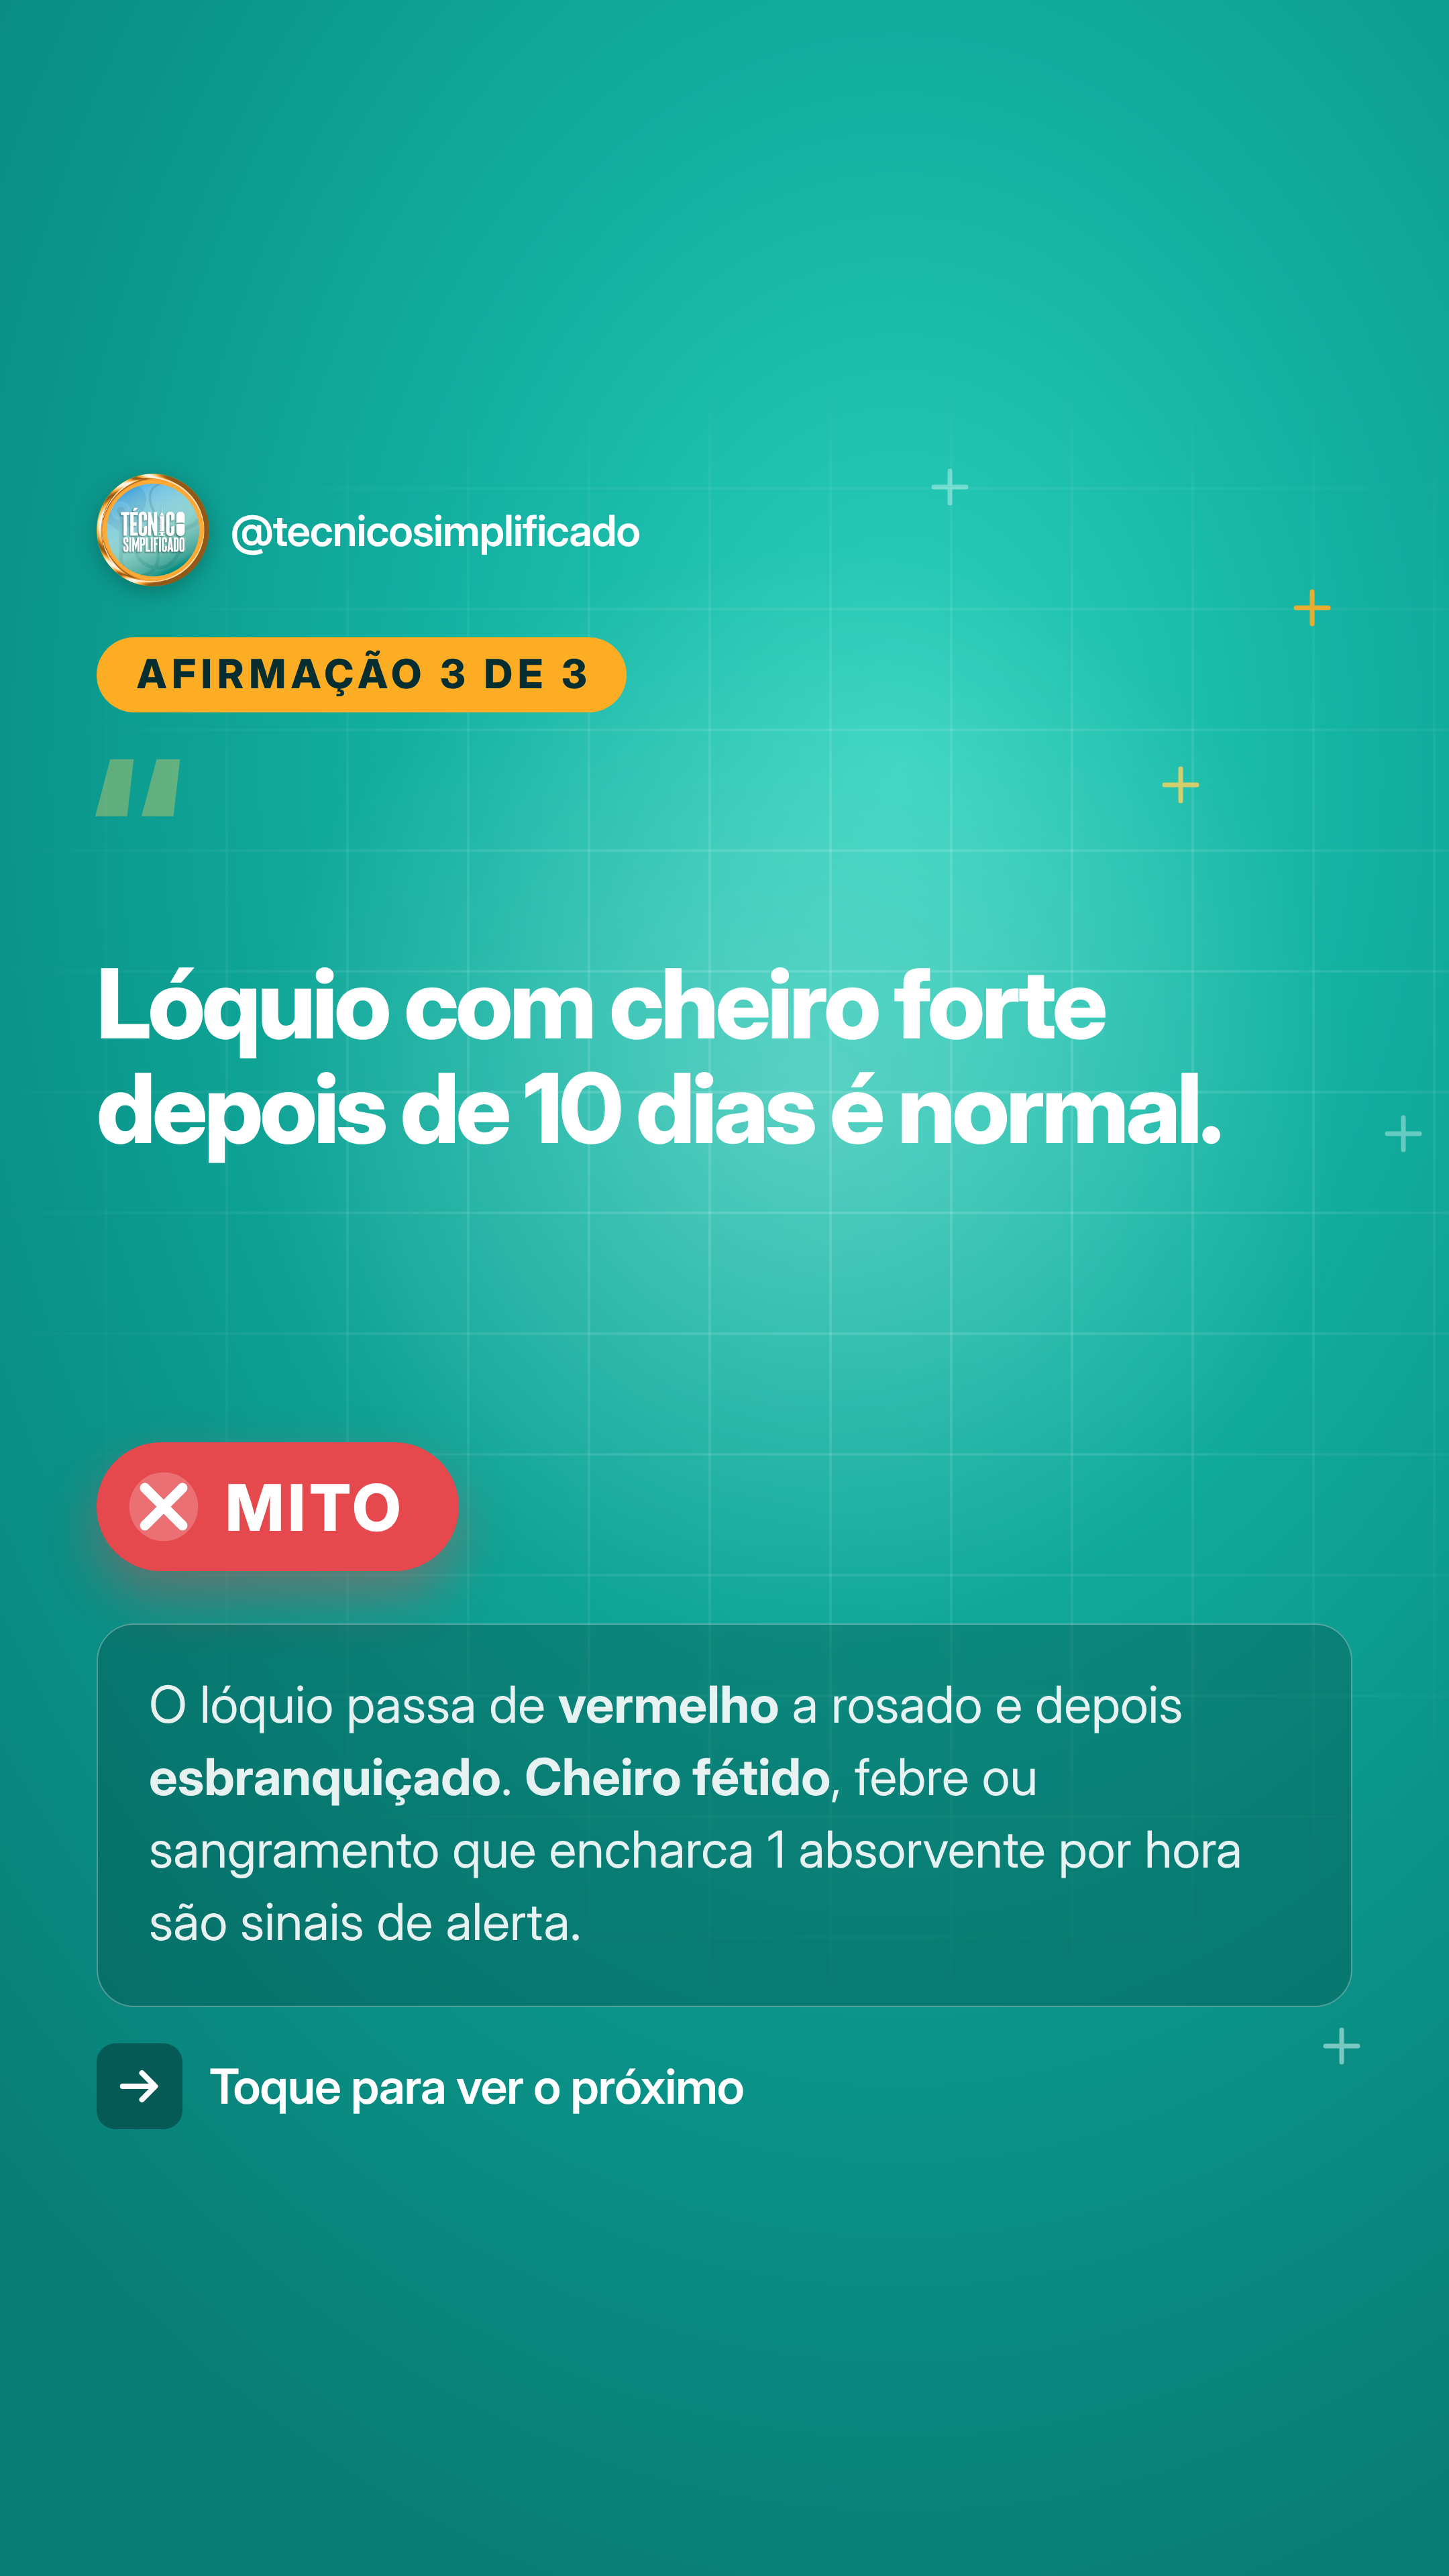 TÉCNICO
SIMPLIFICADO
@tecnicosimplificado
AFIRMAÇÃO 3 DE 3
"
Lóquio com cheiro forte
depois de 10 dias é normal.
MITO
O lóquio passa de vermelho a rosado e depois
esbranquiçado. Cheiro fétido, febre ou
sangramento que encharca 1 absorvente por hora
são sinais de alerta.
Toque para ver o próximo